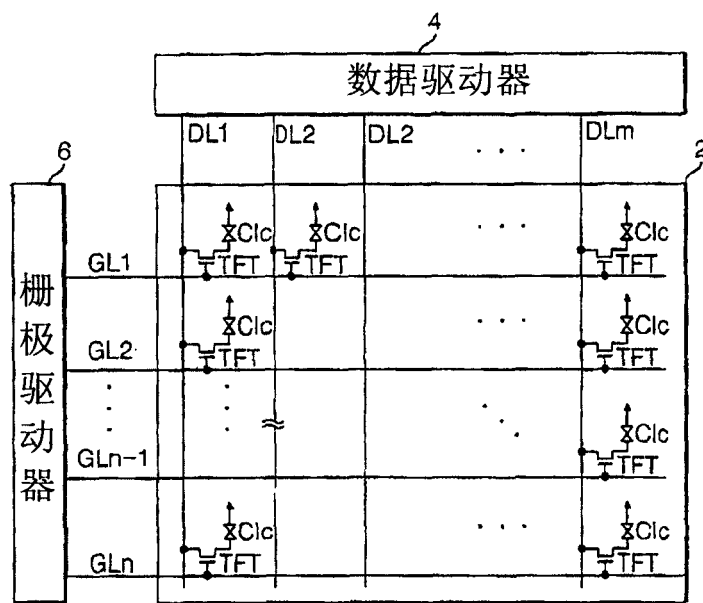 4
数据驱动器
DL1 DL2 DL2 ... DLm
6
2
Clc Clc ... Clc
GL1 TFT TFT TFT
Clc ... Clc
GL2 TFT TFT
栅极驱动器
Clc
GLn-1 TFT
Clc ... Clc
GLn TFT TFT